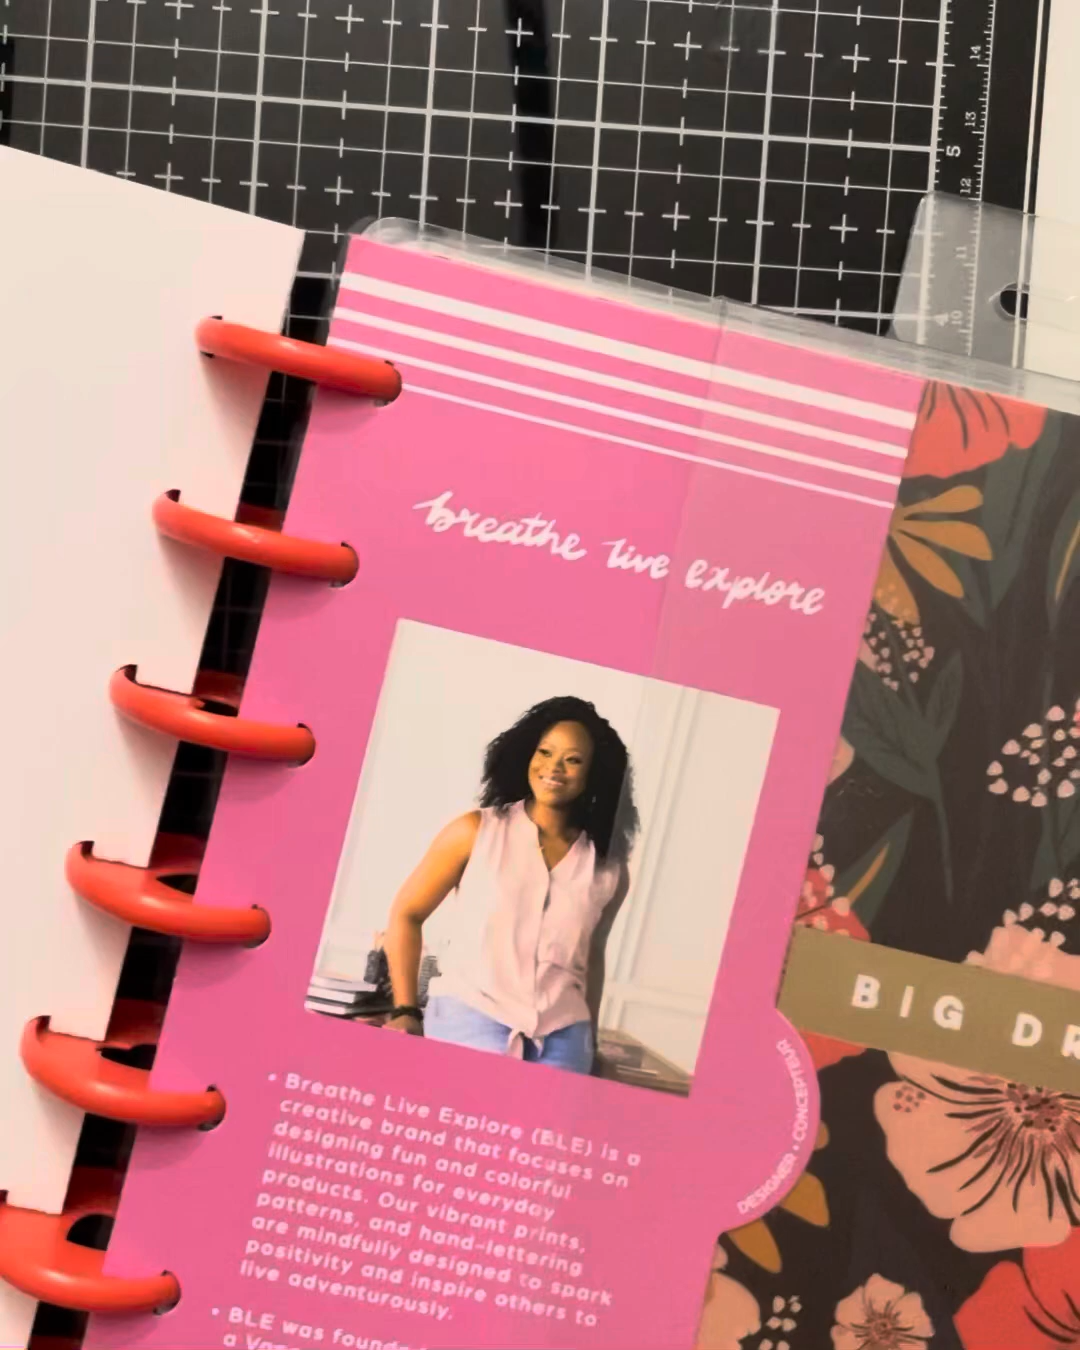 14
13
5
12
11
4
10
breathe live explore
BIG
DESIGNER • CONCEPTEUR
• Breathe Live Explore (BLE) is a
creative brand that focuses on
designing fun and colorful
illustrations for everyday
products. Our vibrant prints,
patterns, and hand-lettering
are mindfully designed to spark
positivity and inspire others to
live adventurously.
• BLE was
a